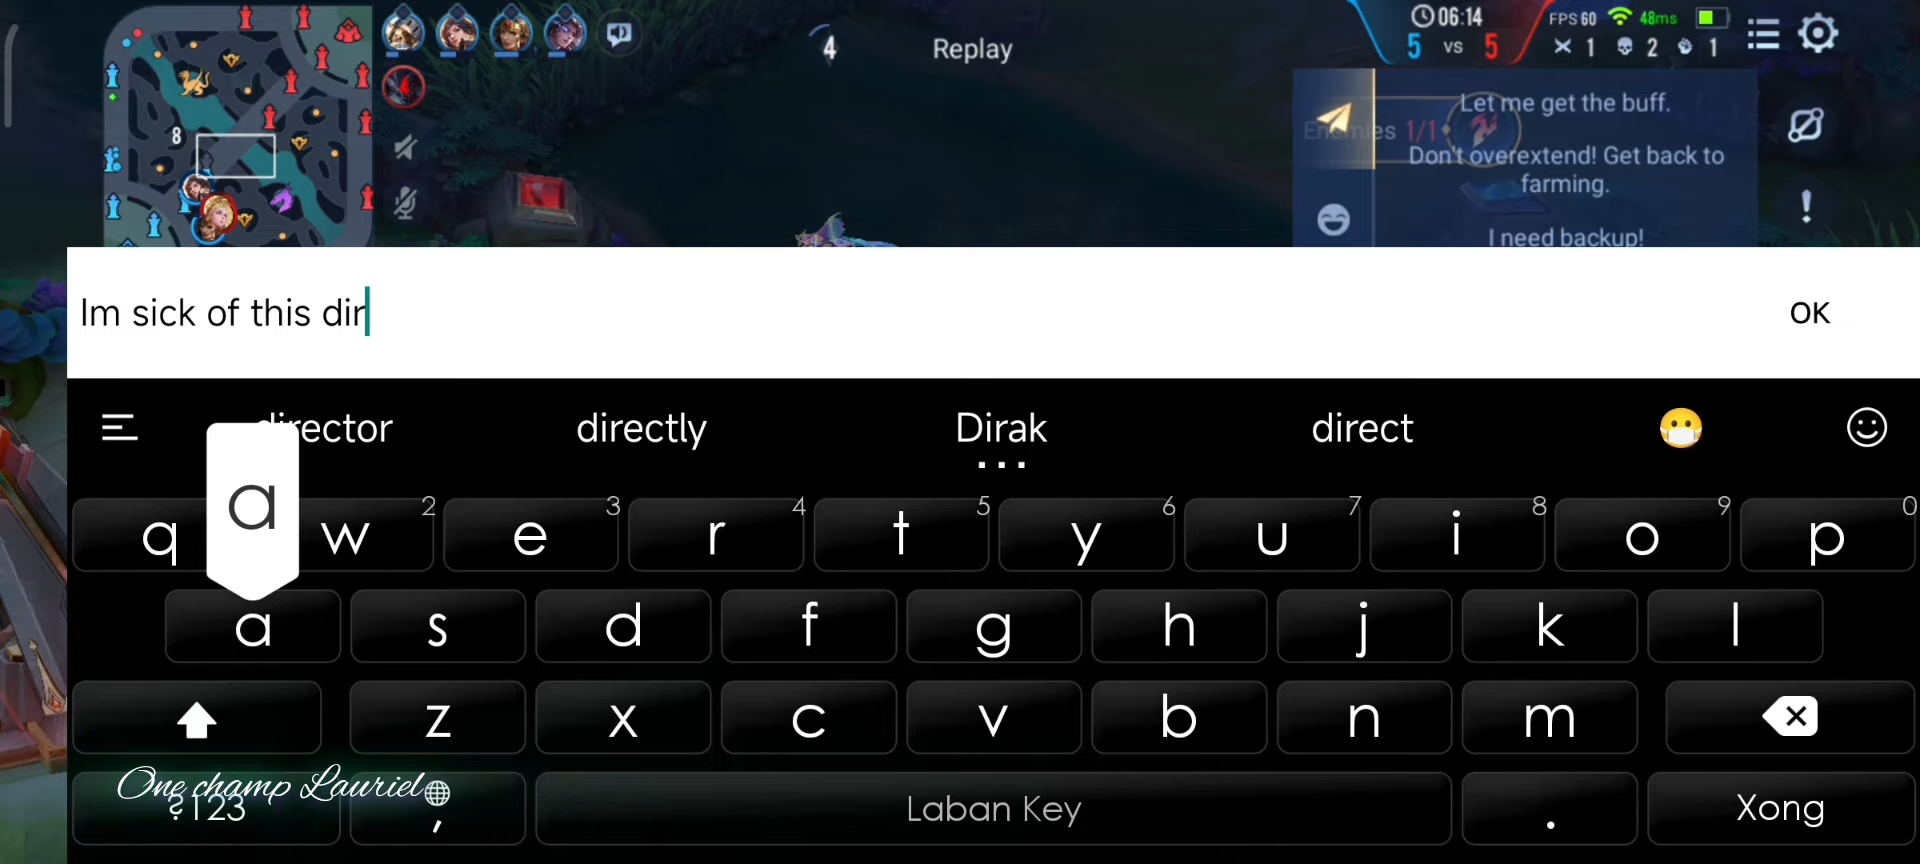 4
Replay
06:14
5 vs 5
FPS 60
48ms
1 2 1
8
Let me get the buff.
Enemies 1/1
Don't overextend! Get back to
farming.
I need backup!
Im sick of this dir
OK
director directly Dirak direct
a
q w 2 e 3 r 4 t 5 y 6 u 7 i 8 o 9 p 0
a s d f g h j k l
z x c v b n m
One champ Lauriel
?123 , Laban Key . Xong